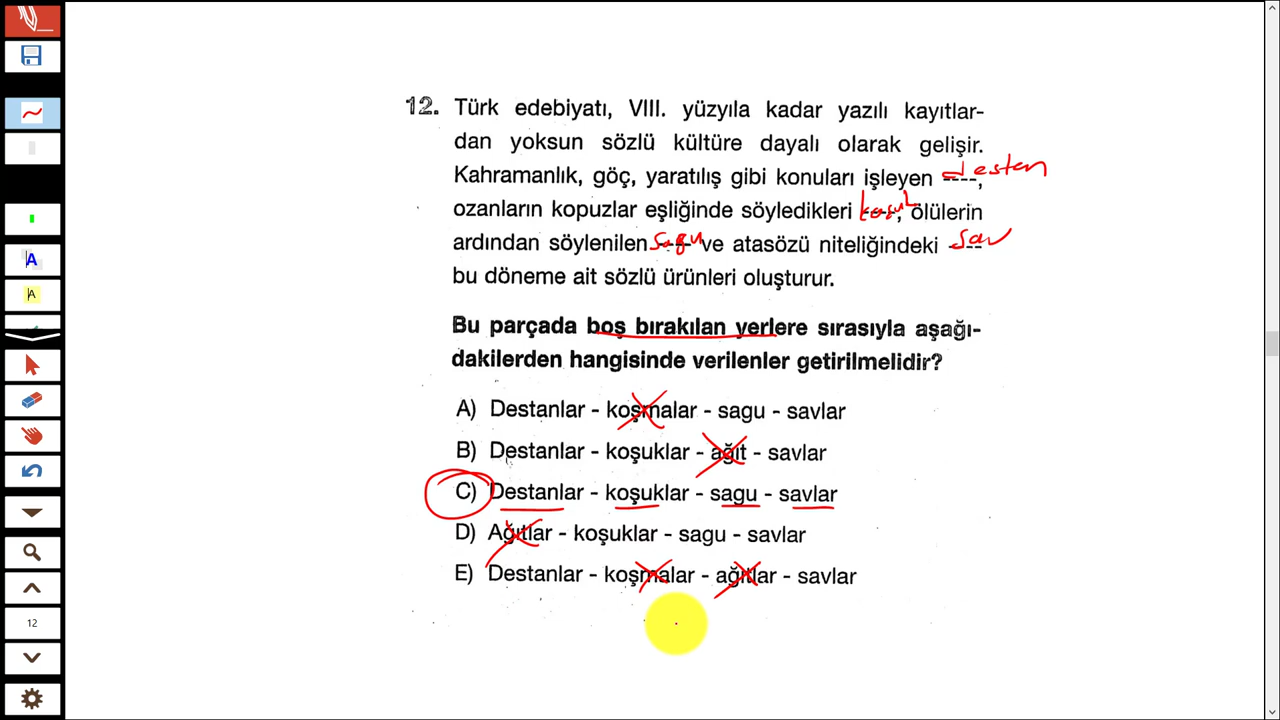 12. Türk edebiyatı, VIII. yüzyıla kadar yazılı kayıtlar-
dan yoksun sözlü kültüre dayalı olarak gelişir.
Kahramanlık, göç, yaratılış gibi konuları işleyen ----, destan
ozanların kopuzlar eşliğinde söyledikleri ----, ölülerin
ardından söylenilen sagu ve atasözü niteliğindeki sav
bu döneme ait sözlü ürünleri oluşturur.
Bu parçada boş bırakılan yerlere sırasıyla aşağı-
dakilerden hangisinde verilenler getirilmelidir?
A) Destanlar - koşmalar - sagu - savlar
B) Destanlar - koşuklar - ağıt - savlar
C) Destanlar - koşuklar - sagu - savlar
D) Ağıtlar - koşuklar - sagu - savlar
E) Destanlar - koşmalar - ağıtlar - savlar
A
A
12